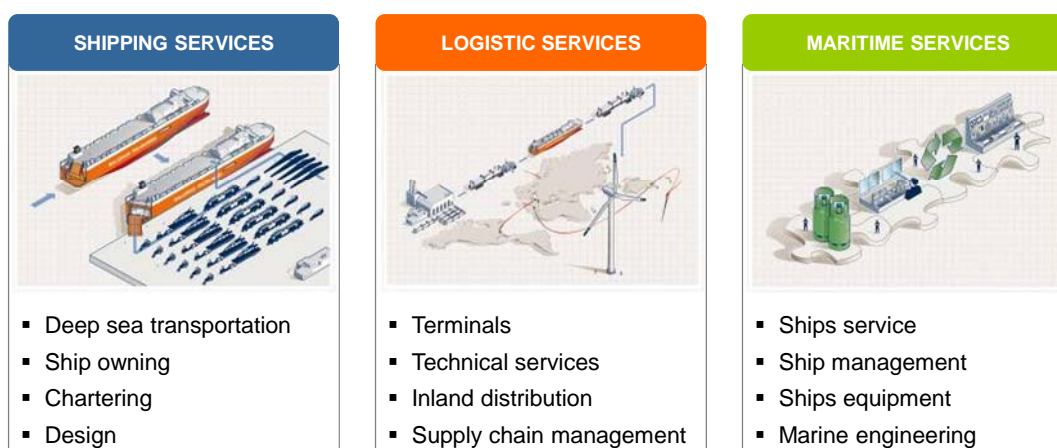 SHIPPING SERVICES
Deep sea transportation
Ship owning
Chartering
Design
LOGISTIC SERVICES
Terminals
Technical services
Inland distribution
Supply chain management
MARITIME SERVICES
Ships service
Ship management
Ships equipment
Marine engineering